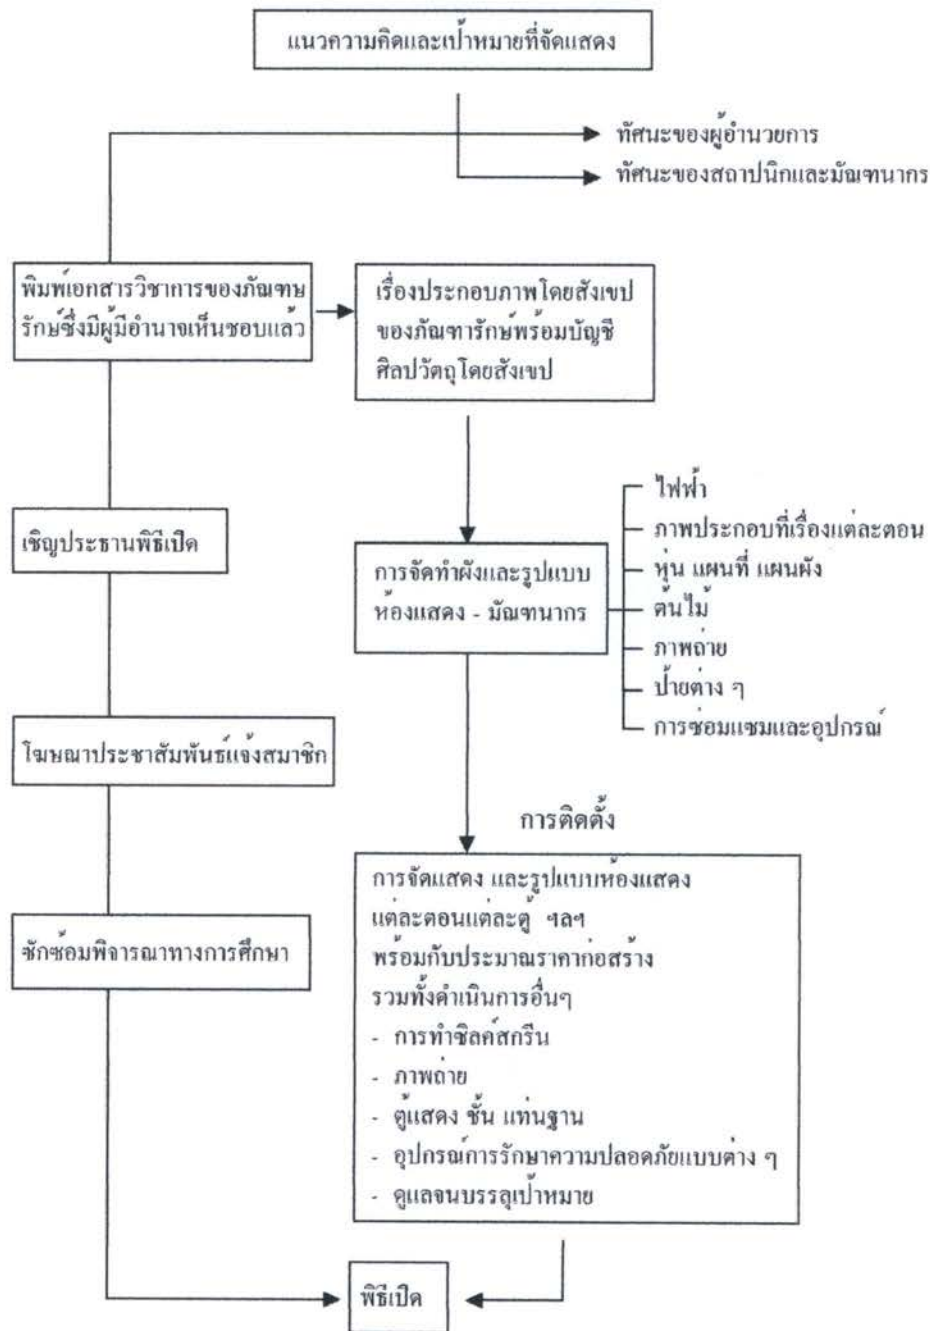 แนวความคิดและเป้าหมายที่จัดแสดง
ทัศนะของผู้อำนวยการ
ทัศนะของสถาปนิกและมัณฑนากร
พิมพ์เอกสารวิชาการของภัณฑษ
รักษ์ซึ่งมีผู้มีอำนาจเห็นชอบแล้ว
เรื่องประกอบภาพโดยสังเขป
ของภัณฑารักษ์พร้อมบัญชี
ศิลปวัตถุโดยสังเขป
ไฟฟ้า
ภาพประกอบที่เรื่องแต่ละตอน
หุ่น แผนที่ แผนผัง
ต้นไม้
ภาพถ่าย
ป้ายต่าง ๆ
การซ่อมแซมและอุปกรณ์
เชิญประธานพิธีเปิด
การจัดทำผังและรูปแบบ
ห้องแสดง - มัณฑนากร
โฆษณาประชาสัมพันธ์แจ้งสมาชิก
การติดตั้ง
การจัดแสดง และรูปแบบห้องแสดง
แต่ละตอนแต่ละตู้ ฯลฯ
พร้อมกับประมาณราคาก่อสร้าง
รวมทั้งดำเนินการอื่นๆ
- การทำซิลค์สกรีน
- ภาพถ่าย
- ตู้แสดง ชั้น แท่นฐาน
- อุปกรณ์การรักษาความปลอดภัยแบบต่าง ๆ
- ดูแลจนบรรลุเป้าหมาย
ซักซ้อมพิจารณาทางการศึกษา
พิธีเปิด